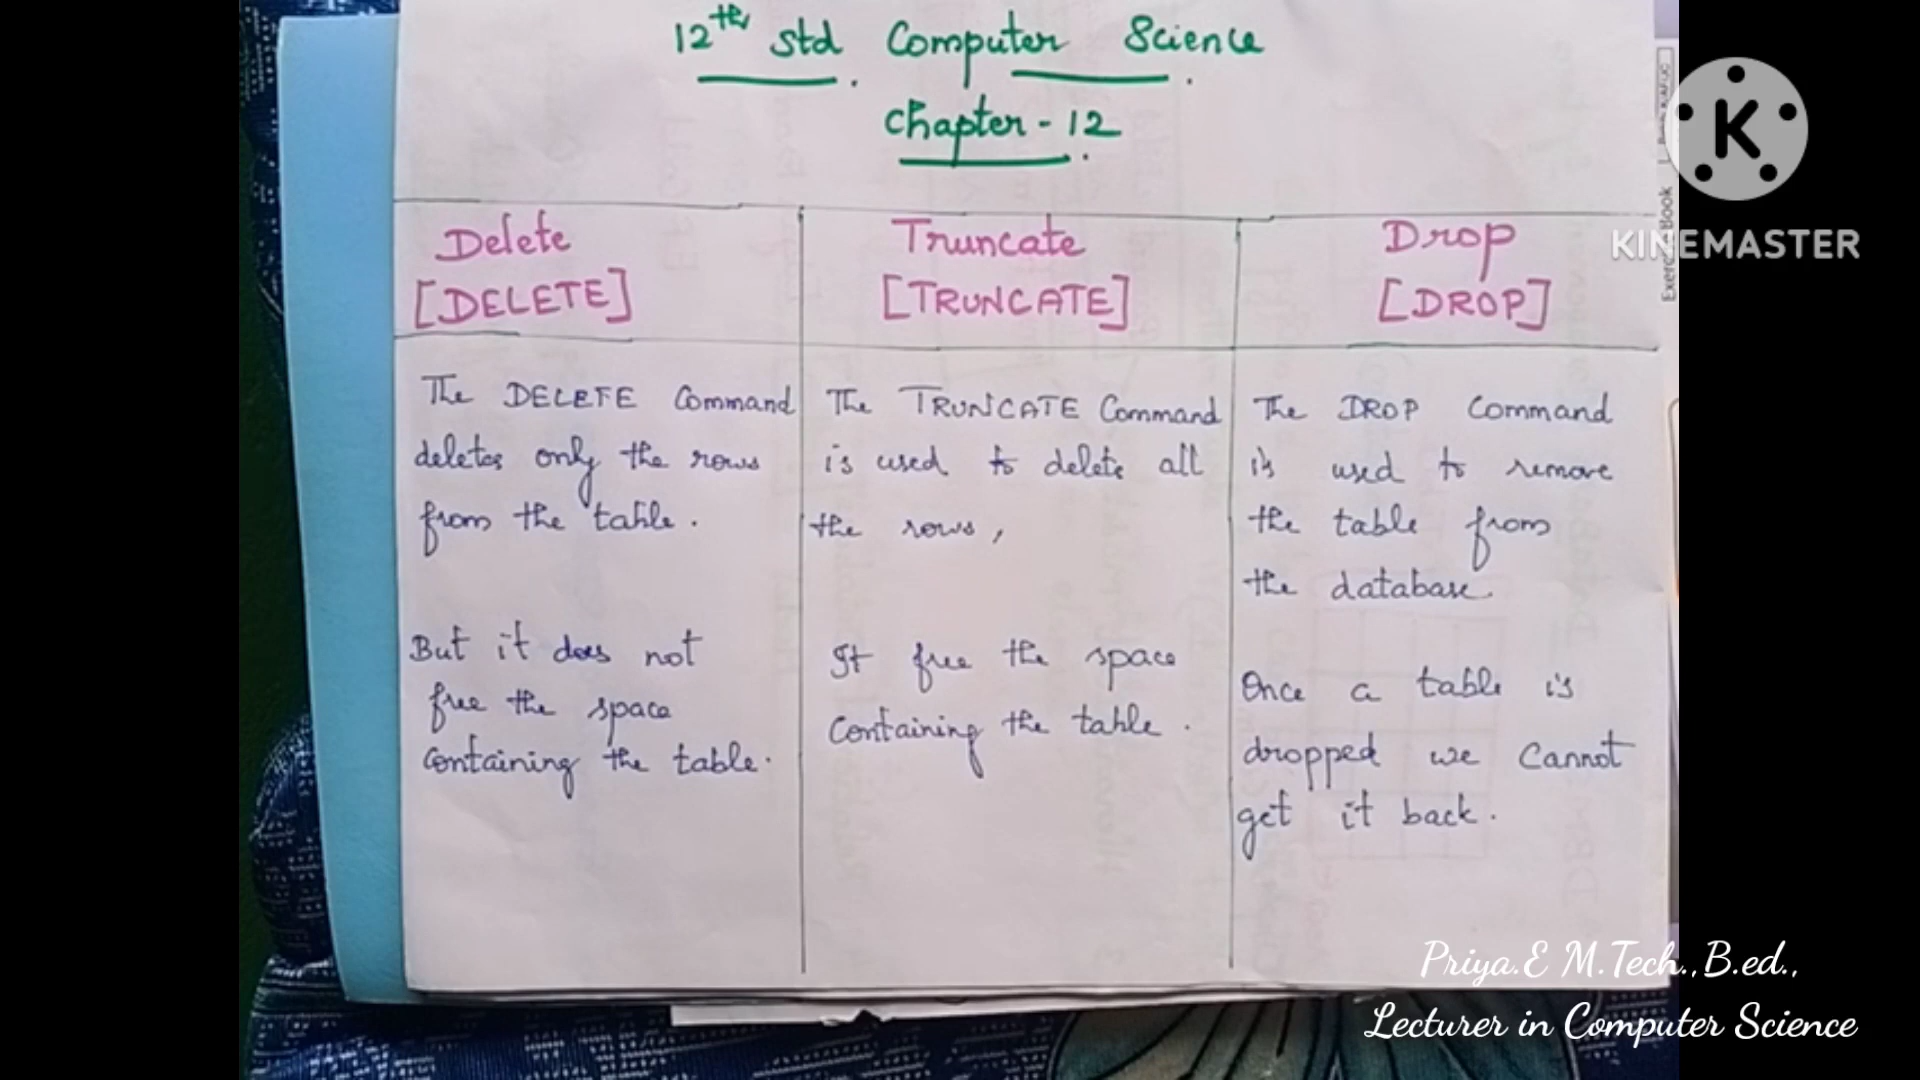 12th Std Computer Science
Chapter - 12
Delete
[DELETE]
The DELETE Command
deletes only the rows
from the table.
But it does not
free the space
containing the table.
Truncate
[TRUNCATE]
The TRUNCATE Command
is used to delete all
the rows,
It free the space
Containing the table.
Drop
[DROP]
The DROP Command
is used to remove
the table from
the database.
Once a table is
dropped we Cannot
get it back.
Exercise Book
K
KINEMASTER
Priya.E M.Tech.,B.ed.,
Lecturer in Computer Science